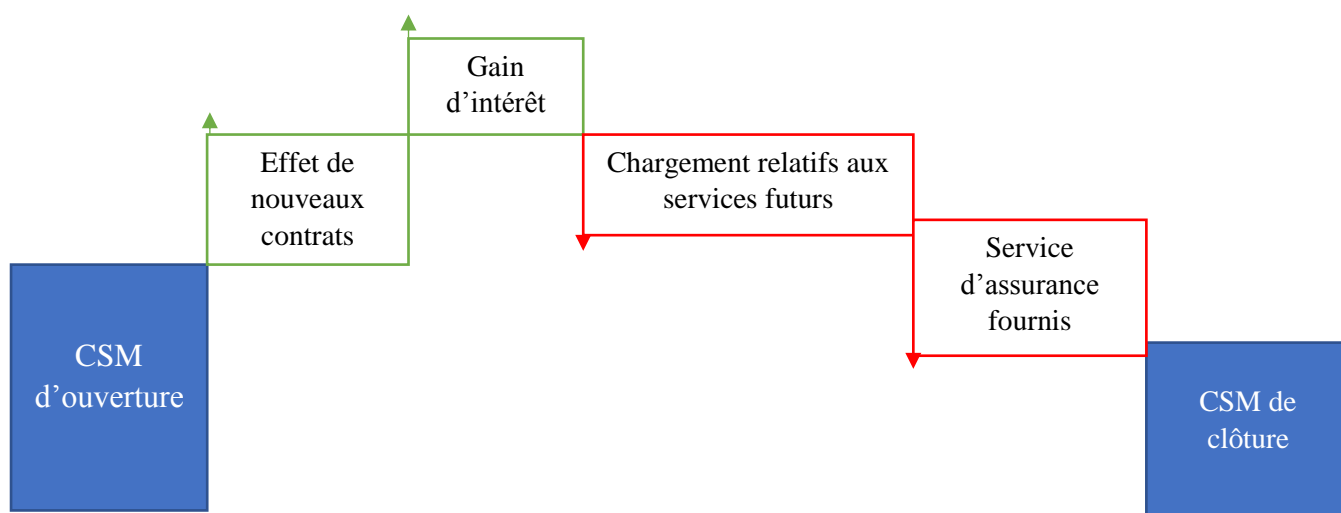 Gain
d’intérêt
Effet de
nouveaux
contrats
Chargement relatifs aux
services futurs
Service
d’assurance
fournis
CSM
d’ouverture
CSM de
clôture